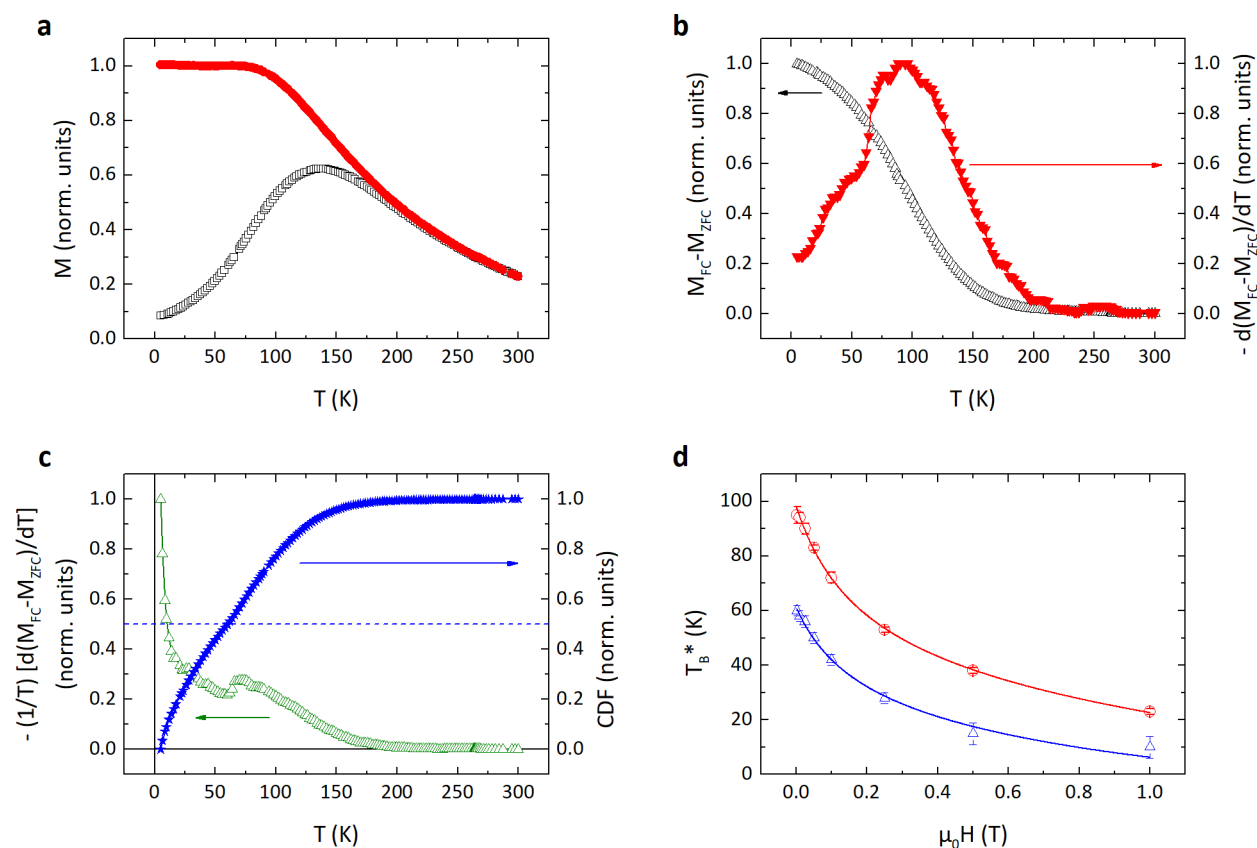 a
1.0
0.8
0.6
0.4
0.2
0.0
M (norm. units)
0 50 100 150 200 250 300
T (K)
b
1.0
0.8
0.6
0.4
0.2
0.0
M_FC-M_ZFC (norm. units)
1.0
0.8
0.6
0.4
0.2
0.0
- d(M_FC-M_ZFC)/dT (norm. units)
0 50 100 150 200 250 300
T (K)
c
1.0
0.8
0.6
0.4
0.2
0.0
- (1/T) [d(M_FC-M_ZFC)/dT]
(norm. units)
1.0
0.8
0.6
0.4
0.2
0.0
CDF (norm. units)
0 50 100 150 200 250 300
T (K)
d
100
80
60
40
20
0
T_B* (K)
0.0 0.2 0.4 0.6 0.8 1.0
μ₀H (T)